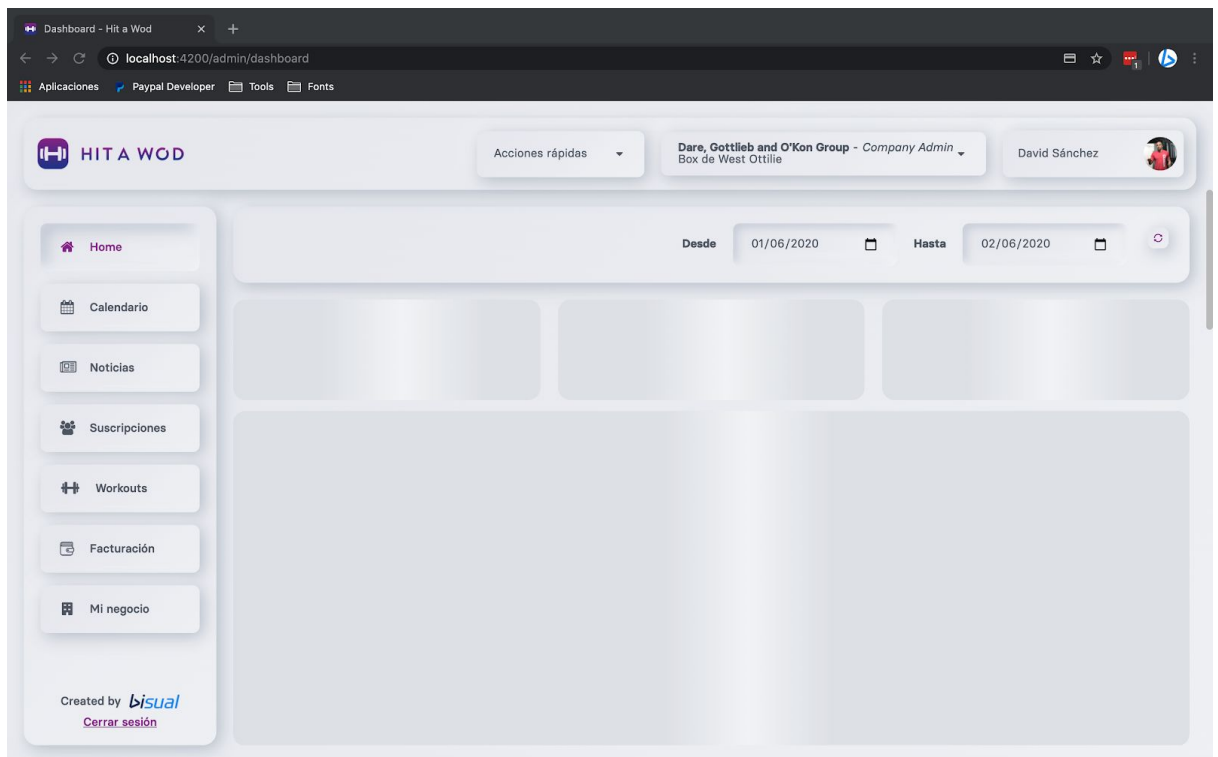 Dashboard - Hit a Wod
localhost:4200/admin/dashboard
1
Aplicaciones
Paypal Developer
Tools
Fonts
HIT A WOD
Acciones rápidas
Dare, Gottlieb and O'Kon Group - Company Admin
Box de West Ottilie
David Sánchez
Home
Calendario
Noticias
Suscripciones
Workouts
Facturación
Mi negocio
Created by bisual
Cerrar sesión
Desde
01/06/2020
Hasta
02/06/2020